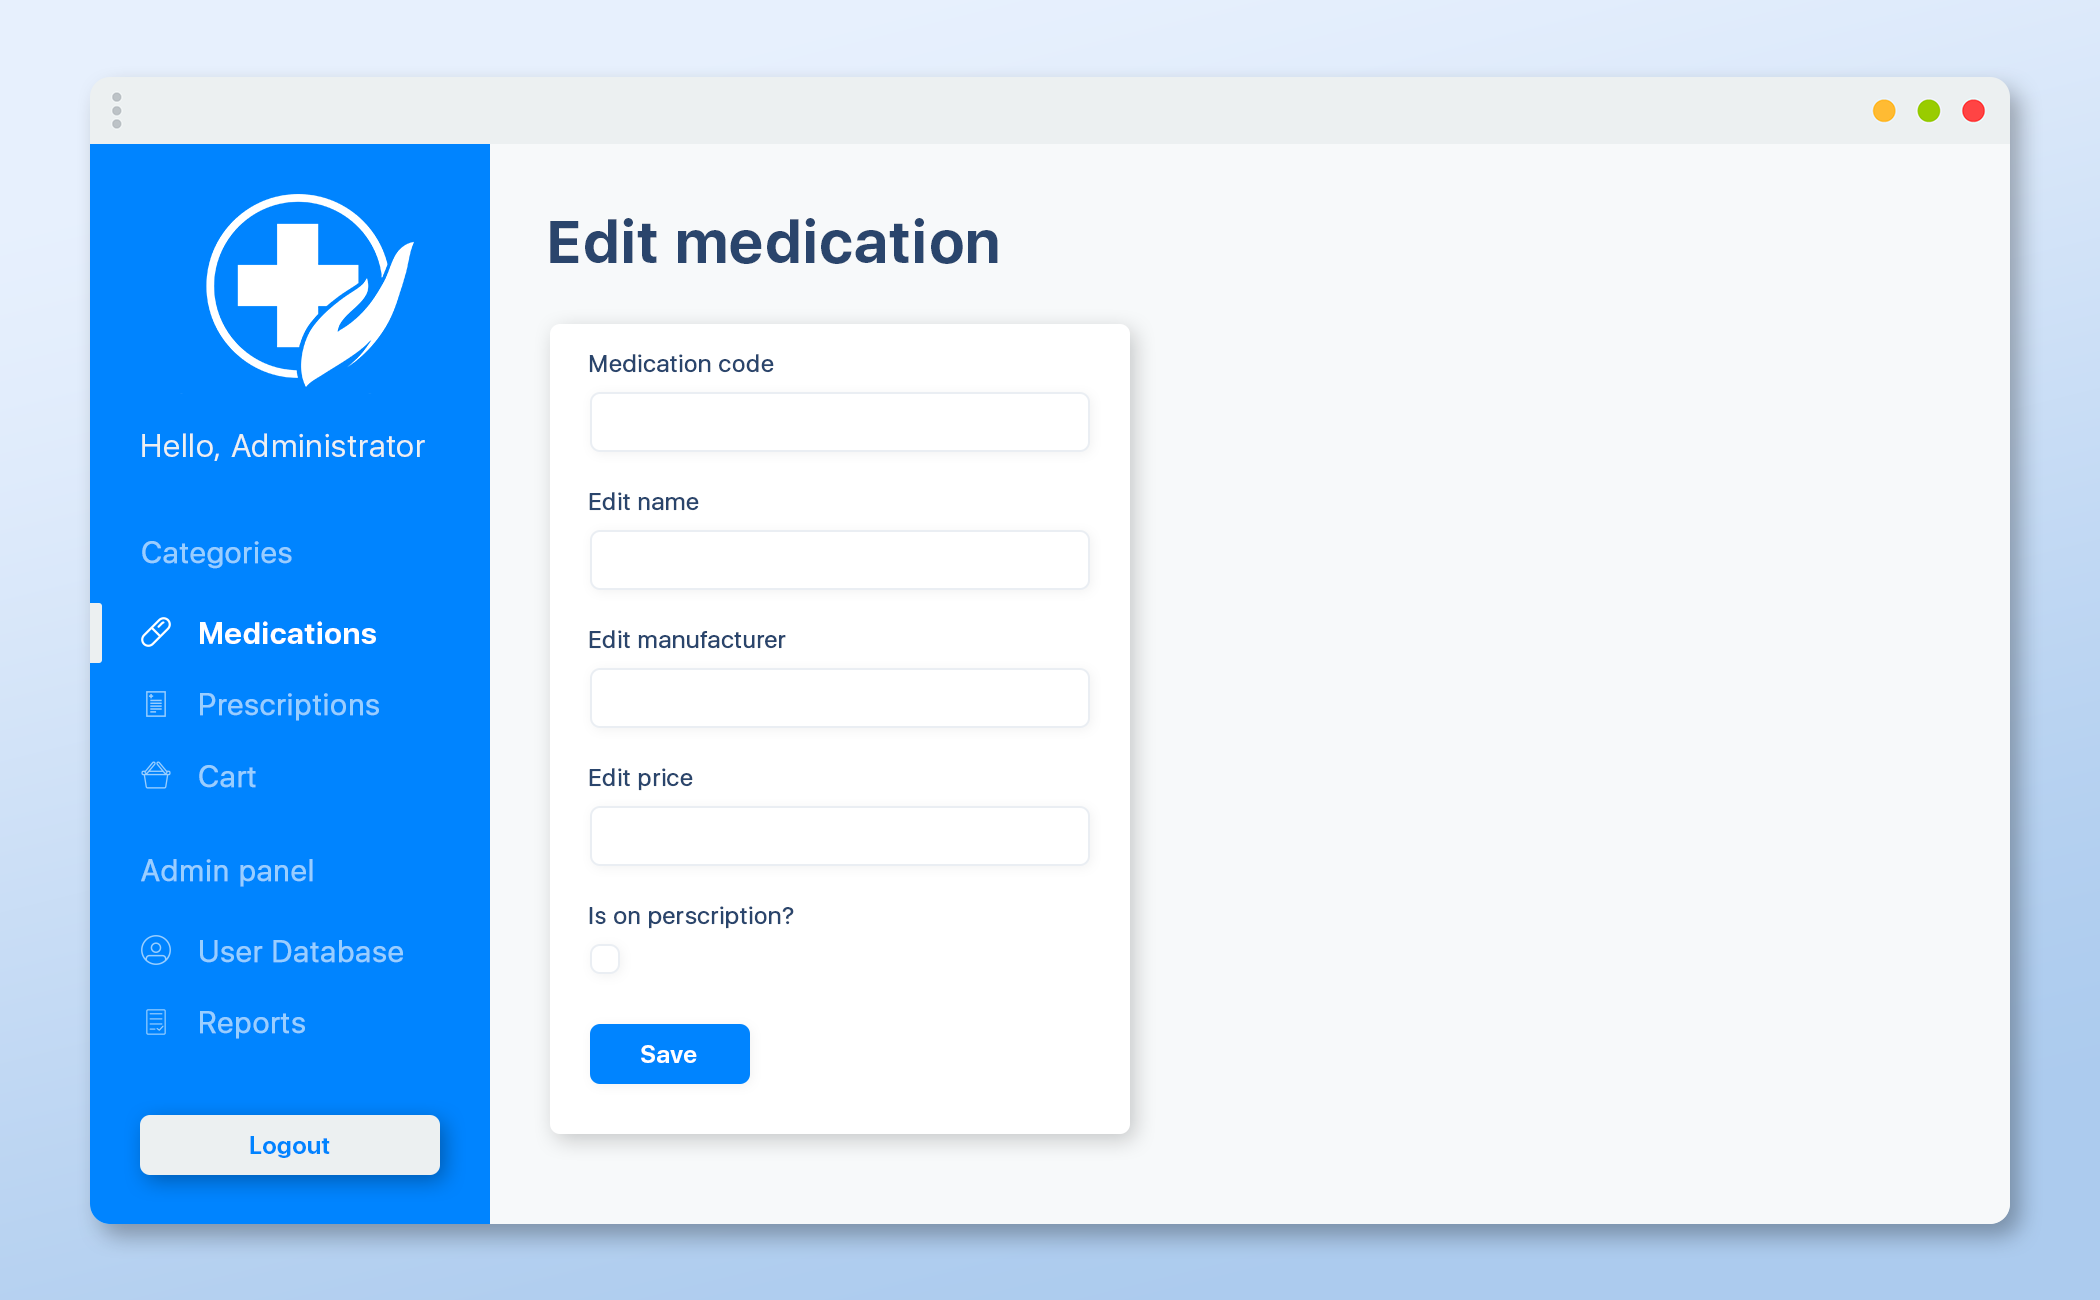 Hello, Administrator
Categories
Medications
Prescriptions
Cart
Admin panel
User Database
Reports
Logout
Edit medication
Medication code
Edit name
Edit manufacturer
Edit price
Is on perscription?
Save